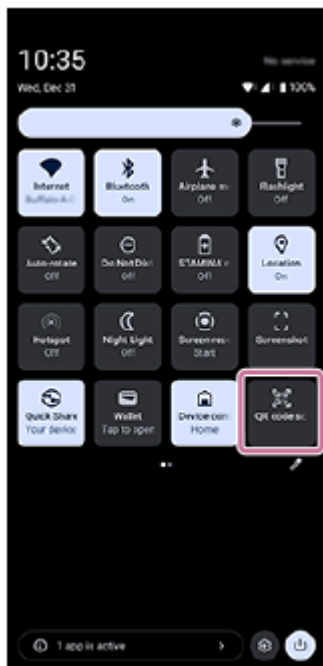 10:35
No service
Wed, Dec 31
100%
Internet
Bluetooth
On
Airplane m
Off
Flashlight
Off
Auto-rotate
Off
Do Not Dist
Off
STAMINA
Off
Location
On
Hotspot
Off
Night Light
Off
Screen rec
Start
Screenshot
Quick Share
Your device
Wallet
Tap to open
Device con
Home
QR code sc
1 app is active